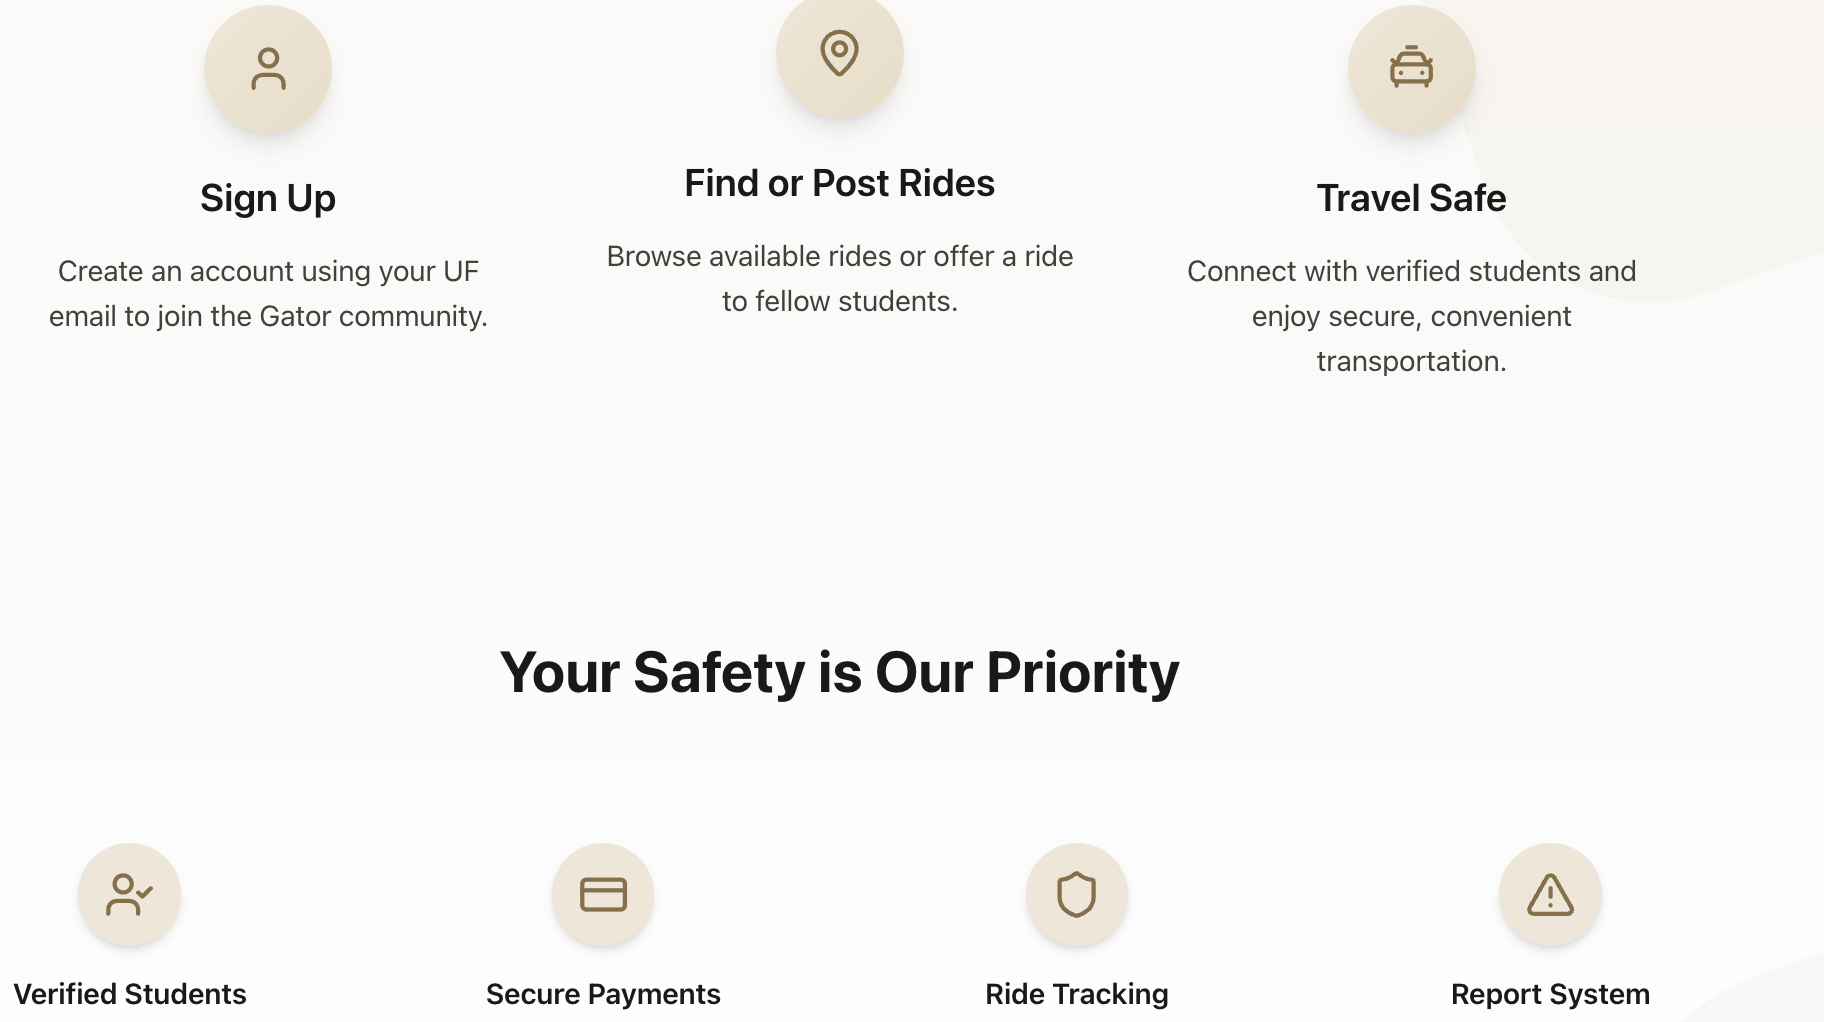 Sign Up
Create an account using your UF
email to join the Gator community.
Find or Post Rides
Browse available rides or offer a ride
to fellow students.
Travel Safe
Connect with verified students and
enjoy secure, convenient
transportation.
Your Safety is Our Priority
Verified Students
Secure Payments
Ride Tracking
Report System